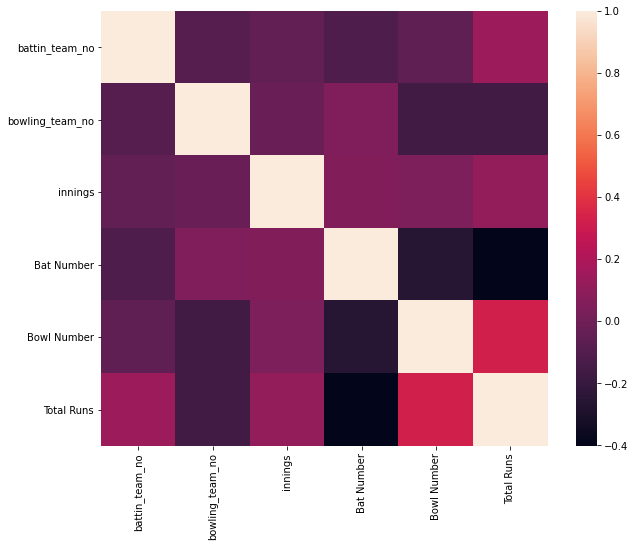 battin_team_no
bowling_team_no
innings
Bat Number
Bowl Number
Total Runs
battin_team_no
bowling_team_no
innings
Bat Number
Bowl Number
Total Runs
1.0
0.8
0.6
0.4
0.2
0.0
−0.2
−0.4